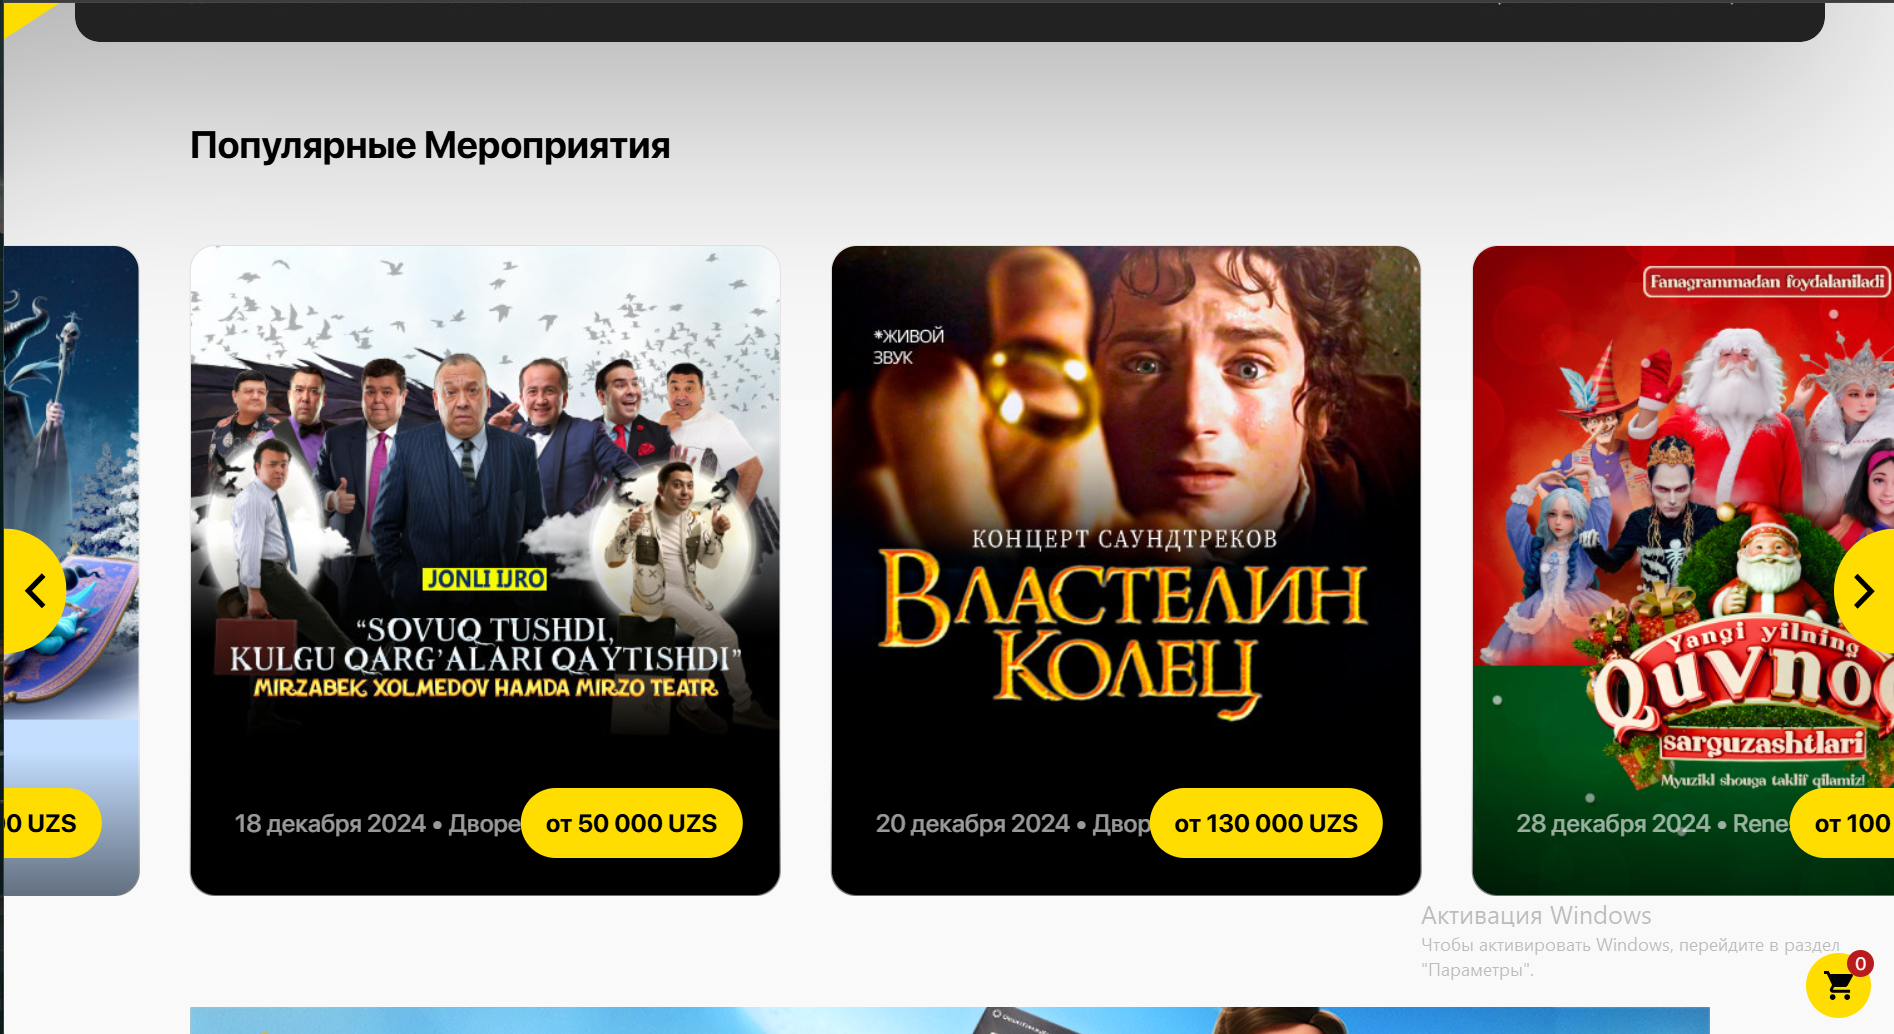 Популярные Мероприятия
00 UZS
JONLI IJRO
“SOVUQ TUSHDI,
KULGU QARG’ALARI QAYTISHDI”
MIRZABEK XOLMEDOV HAMDA MIRZO TEATR
18 декабря 2024 • Дворе
от 50 000 UZS
*ЖИВОЙ
ЗВУК
КОНЦЕРТ САУНДТРЕКОВ
ВЛАСТЕЛИН
КОЛЕЦ
20 декабря 2024 • Двор
от 130 000 UZS
Fanagrammadan foydalaniladi
Yangi yilning
Quvno
sarguzashtlari
Myuzikl shouga taklif qilamiz!
28 декабря 2024 • Rene
от 100
Активация Windows
Чтобы активировать Windows, перейдите в раздел
"Параметры".
0